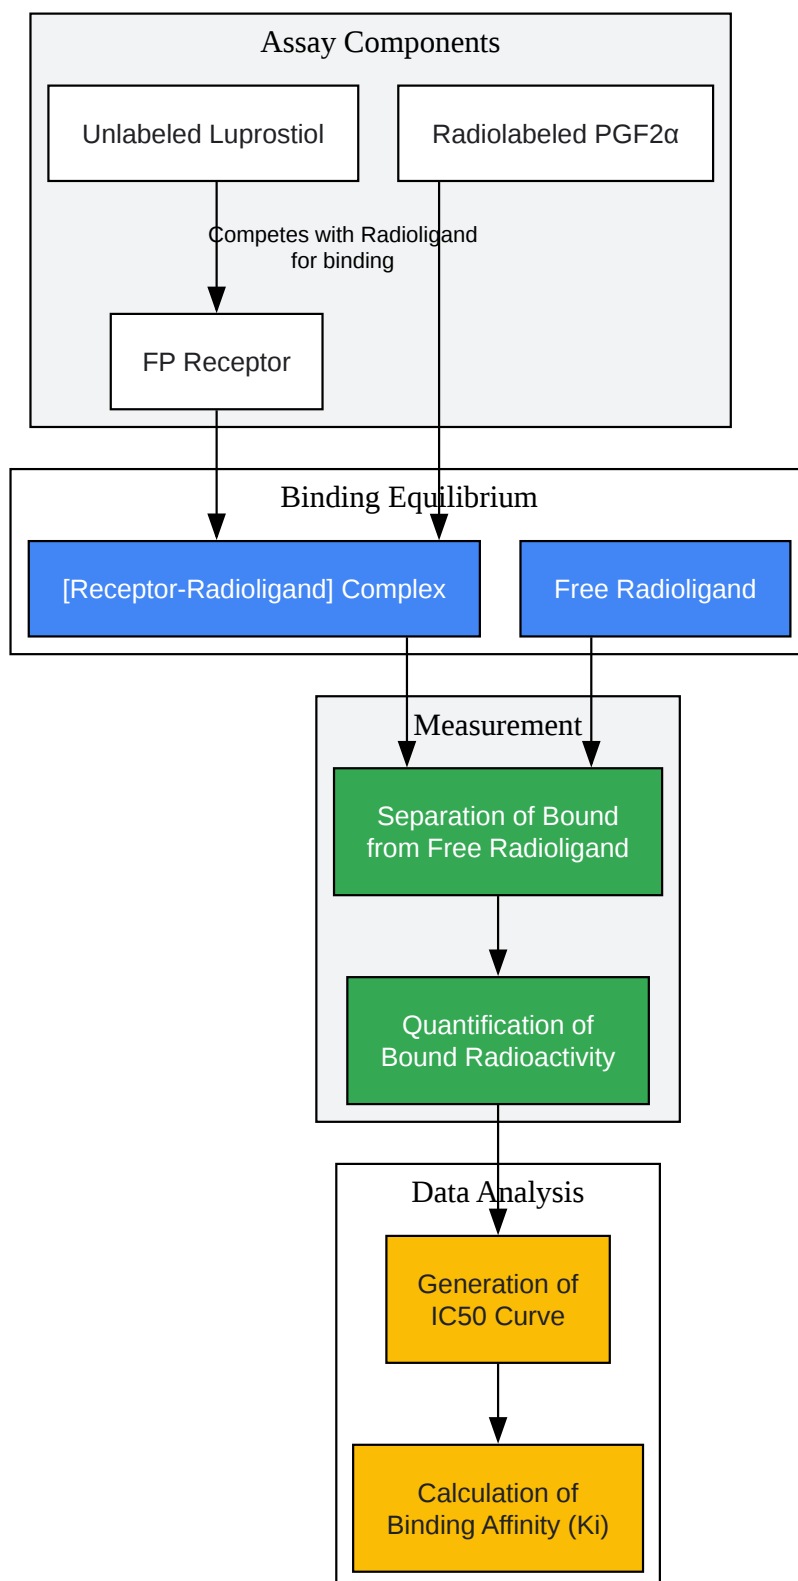 Assay Components
Unlabeled Luprostiol
Radiolabeled PGF2α
Competes with Radioligand
for binding
FP Receptor
Binding Equilibrium
[Receptor-Radioligand] Complex
Free Radioligand
Measurement
Separation of Bound
from Free Radioligand
Quantification of
Bound Radioactivity
Data Analysis
Generation of
IC50 Curve
Calculation of
Binding Affinity (Ki)